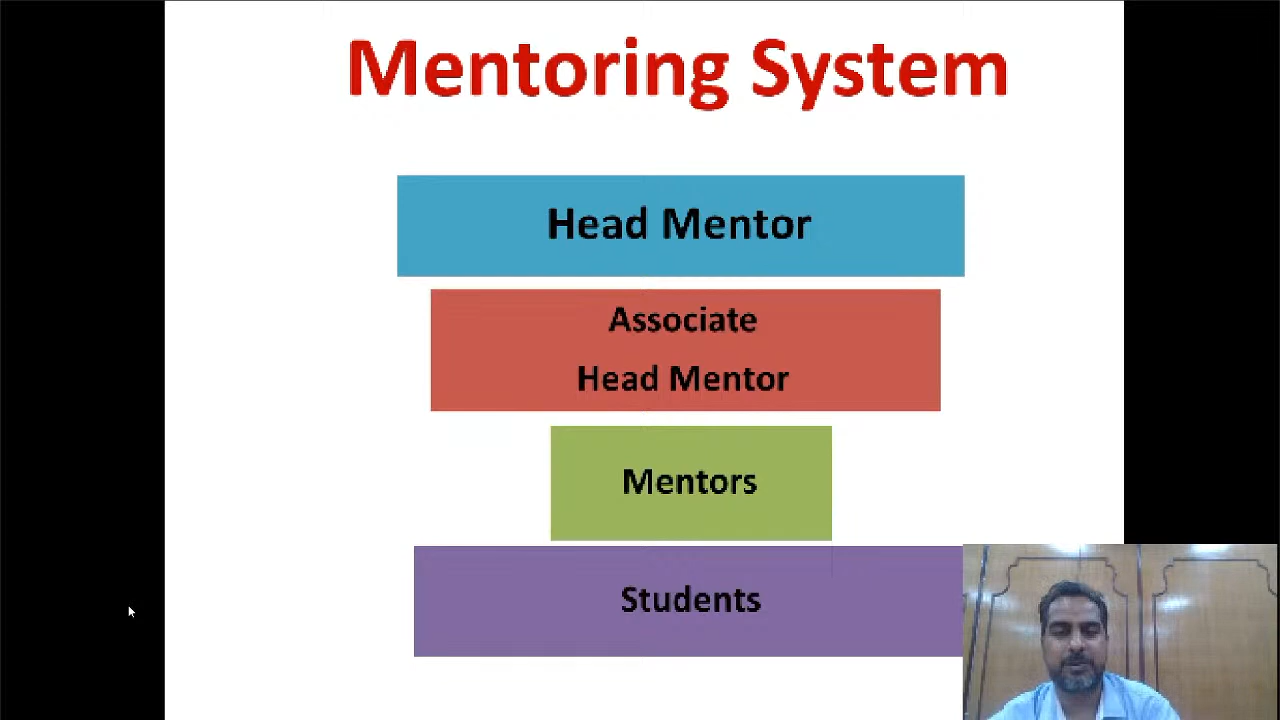 Mentoring System
Head Mentor
Associate
Head Mentor
Mentors
Students